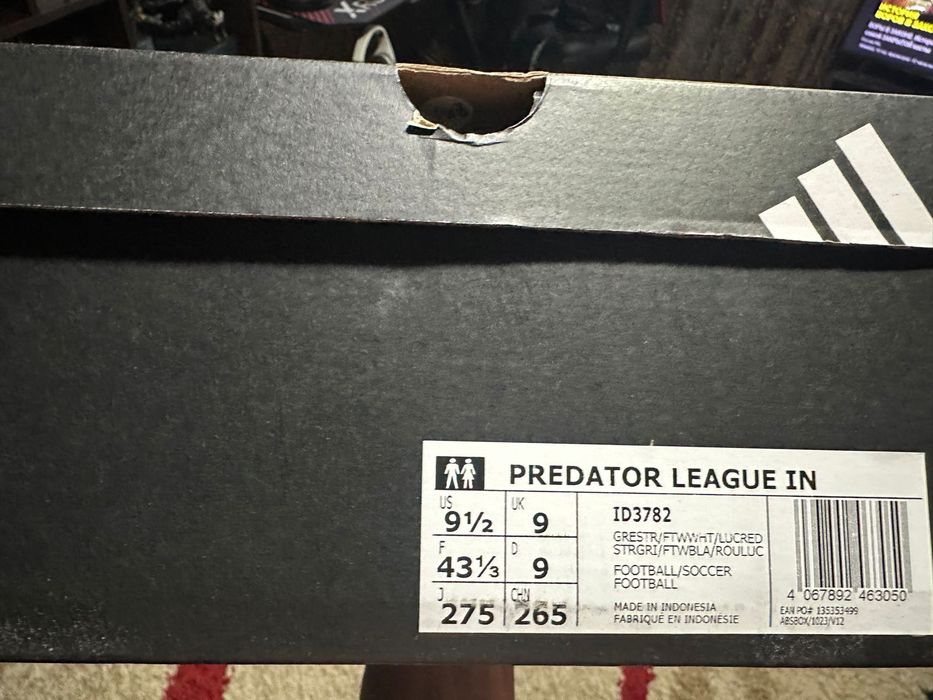 PREDATOR LEAGUE IN
US 9½ UK 9
F 43⅓ D 9
J 275 CHN 265
ID3782
GRESTR/FTWWHT/LUCRED
STRGRI/FTWBLA/ROULUC
FOOTBALL/SOCCER
FOOTBALL
MADE IN INDONESIA
FABRIQUÉ EN INDONÉSIE
4 067892 463050
EAN PO# 135353499
ABSBOX/1023/V12